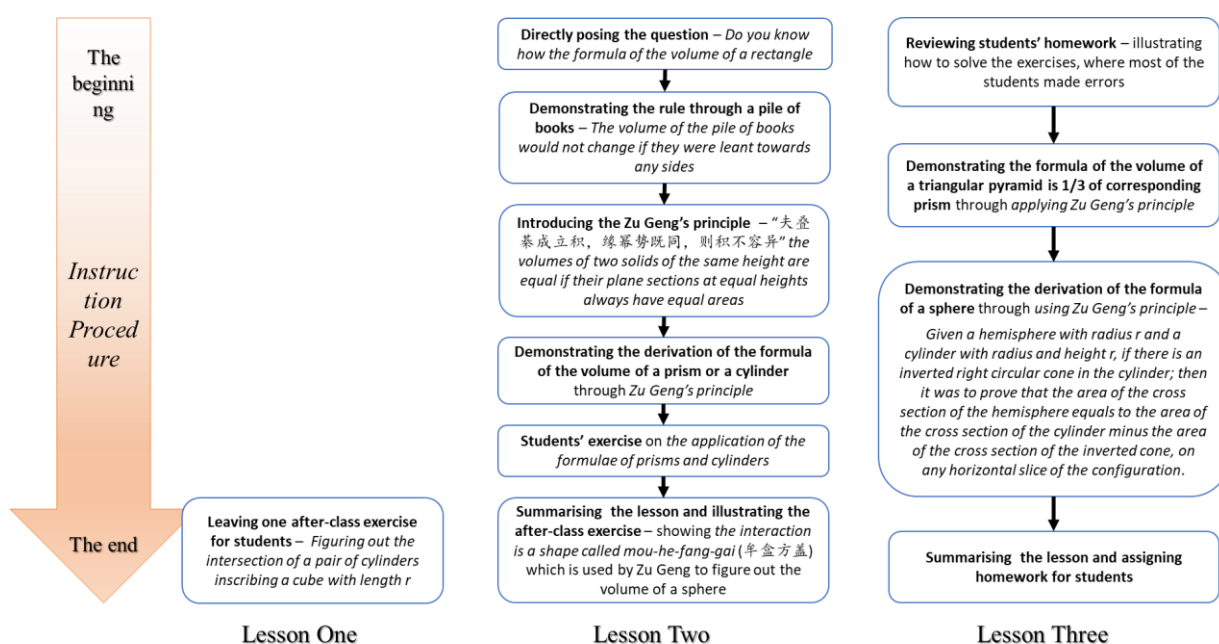 The
beginni
ng
Instruc
tion
Proced
ure
The end
Leaving one after-class exercise
for students – Figuring out the
intersection of a pair of cylinders
inscribing a cube with length r
Lesson One
Directly posing the question – Do you know
how the formula of the volume of a rectangle
Demonstrating the rule through a pile of
books – The volume of the pile of books
would not change if they were leant towards
any sides
Introducing the Zu Geng's principle – “夫叠
棊成立积，缘幂势既同，则积不容异” the
volumes of two solids of the same height are
equal if their plane sections at equal heights
always have equal areas
Demonstrating the derivation of the formula
of the volume of a prism or a cylinder
through Zu Geng's principle
Students' exercise on the application of the
formulae of prisms and cylinders
Summarising the lesson and illustrating the
after-class exercise – showing the interaction
is a shape called mou-he-fang-gai (牟盒方盖)
which is used by Zu Geng to figure out the
volume of a sphere
Lesson Two
Reviewing students' homework – illustrating
how to solve the exercises, where most of the
students made errors
Demonstrating the formula of the volume of
a triangular pyramid is 1/3 of corresponding
prism through applying Zu Geng's principle
Demonstrating the derivation of the formula
of a sphere through using Zu Geng's principle –
Given a hemisphere with radius r and a
cylinder with radius and height r, if there is an
inverted right circular cone in the cylinder; then
it was to prove that the area of the cross
section of the hemisphere equals to the area of
the cross section of the cylinder minus the area
of the cross section of the inverted cone, on
any horizontal slice of the configuration.
Summarising the lesson and assigning
homework for students
Lesson Three